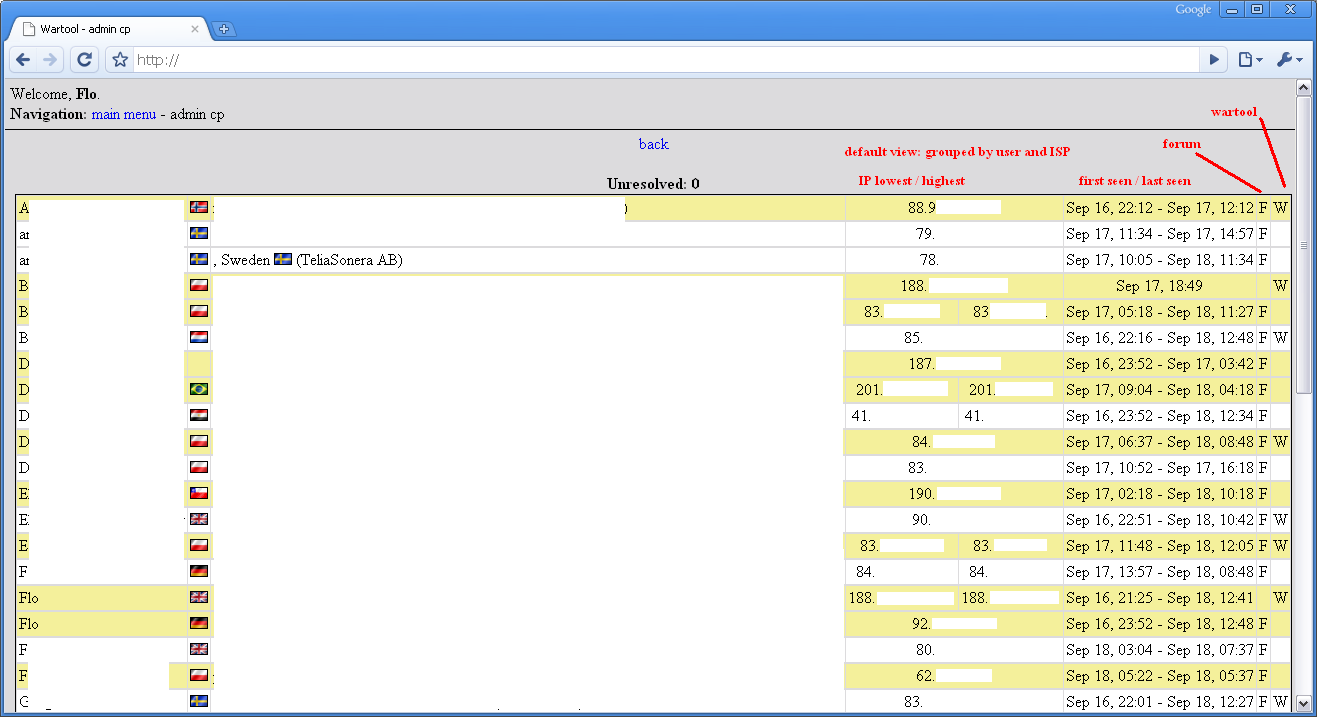 Google
Wartool - admin cp
http://
Welcome, Flo.
Navigation: main menu - admin cp
wartool
back
forum
default view: grouped by user and ISP
Unresolved: 0
IP lowest / highest
first seen / last seen
A ) 88.9 Sep 16, 22:12 - Sep 17, 12:12 F W
ar 79. Sep 17, 11:34 - Sep 17, 14:57 F
ar , Sweden (TeliaSonera AB) 78. Sep 17, 10:05 - Sep 18, 11:34 F
B 188. Sep 17, 18:49 W
B 83. 83 . Sep 17, 05:18 - Sep 18, 11:27 F
B 85. Sep 16, 22:16 - Sep 18, 12:48 F W
D 187. Sep 16, 23:52 - Sep 17, 03:42 F
D 201. 201. Sep 17, 09:04 - Sep 18, 04:18 F
D 41. 41. Sep 16, 23:52 - Sep 18, 12:34 F
D 84. Sep 17, 06:37 - Sep 18, 08:48 F W
D 83. Sep 17, 10:52 - Sep 17, 16:18 F
El 190. Sep 17, 02:18 - Sep 18, 10:18 F
El 90. Sep 16, 22:51 - Sep 18, 10:42 F W
E 83. 83. Sep 17, 11:48 - Sep 18, 12:05 F W
F 84. 84. Sep 17, 13:57 - Sep 18, 08:48 F
Flo 188. 188. Sep 16, 21:25 - Sep 18, 12:41 W
Flo 92. Sep 16, 23:52 - Sep 18, 12:48 F
F 80. Sep 18, 03:04 - Sep 18, 07:37 F
F 62. Sep 18, 05:22 - Sep 18, 05:37 F
G 83. Sep 16, 22:01 - Sep 18, 12:27 F W